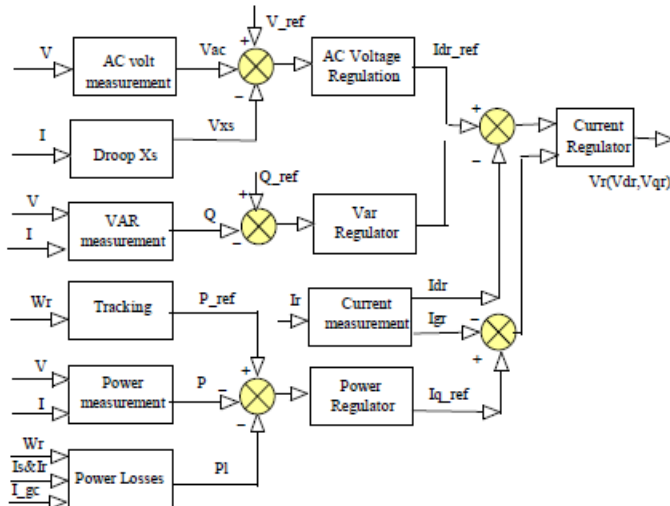 V_ref
V
AC volt
measurement
Vac
+
−
AC Voltage
Regulation
Idr_ref
I
Droop Xs
Vxs
+
−
Current
Regulator
Vr(Vdr,Vqr)
Q_ref
V
I
VAR
measurement
Q
+
−
Var
Regulator
Wr
Tracking
P_ref
Ir
Current
measurement
Idr
Igr
−
+
V
I
Power
measurement
P
+
−
−
Power
Regulator
Iq_ref
Wr
Is&Ir
I_gc
Power Losses
Pl